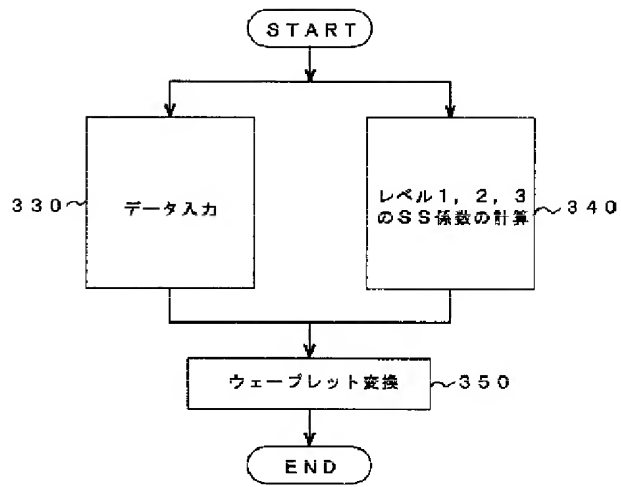 START
330
データ入力
レベル1，2，3
のSS係数の計算
340
ウェーブレット変換
350
END